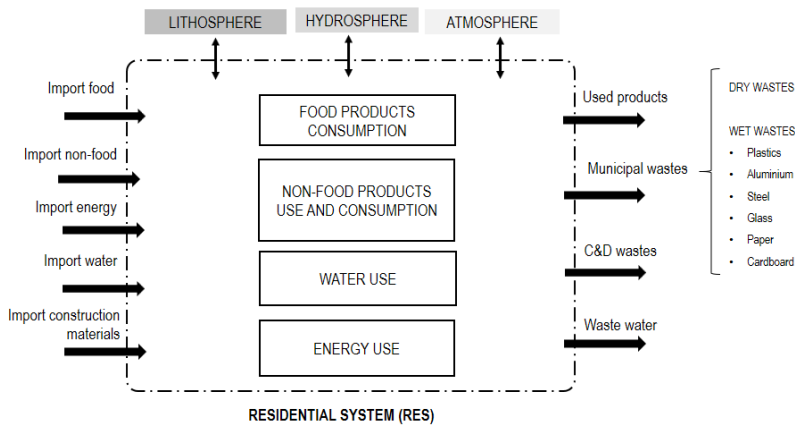 LITHOSPHERE
HYDROSPHERE
ATMOSPHERE
Import food
Import non-food
Import energy
Import water
Import construction
materials
FOOD PRODUCTS
CONSUMPTION
NON-FOOD PRODUCTS
USE AND CONSUMPTION
WATER USE
ENERGY USE
Used products
Municipal wastes
C&D wastes
Waste water
DRY WASTES
WET WASTES
• Plastics
• Aluminium
• Steel
• Glass
• Paper
• Cardboard
RESIDENTIAL SYSTEM (RES)